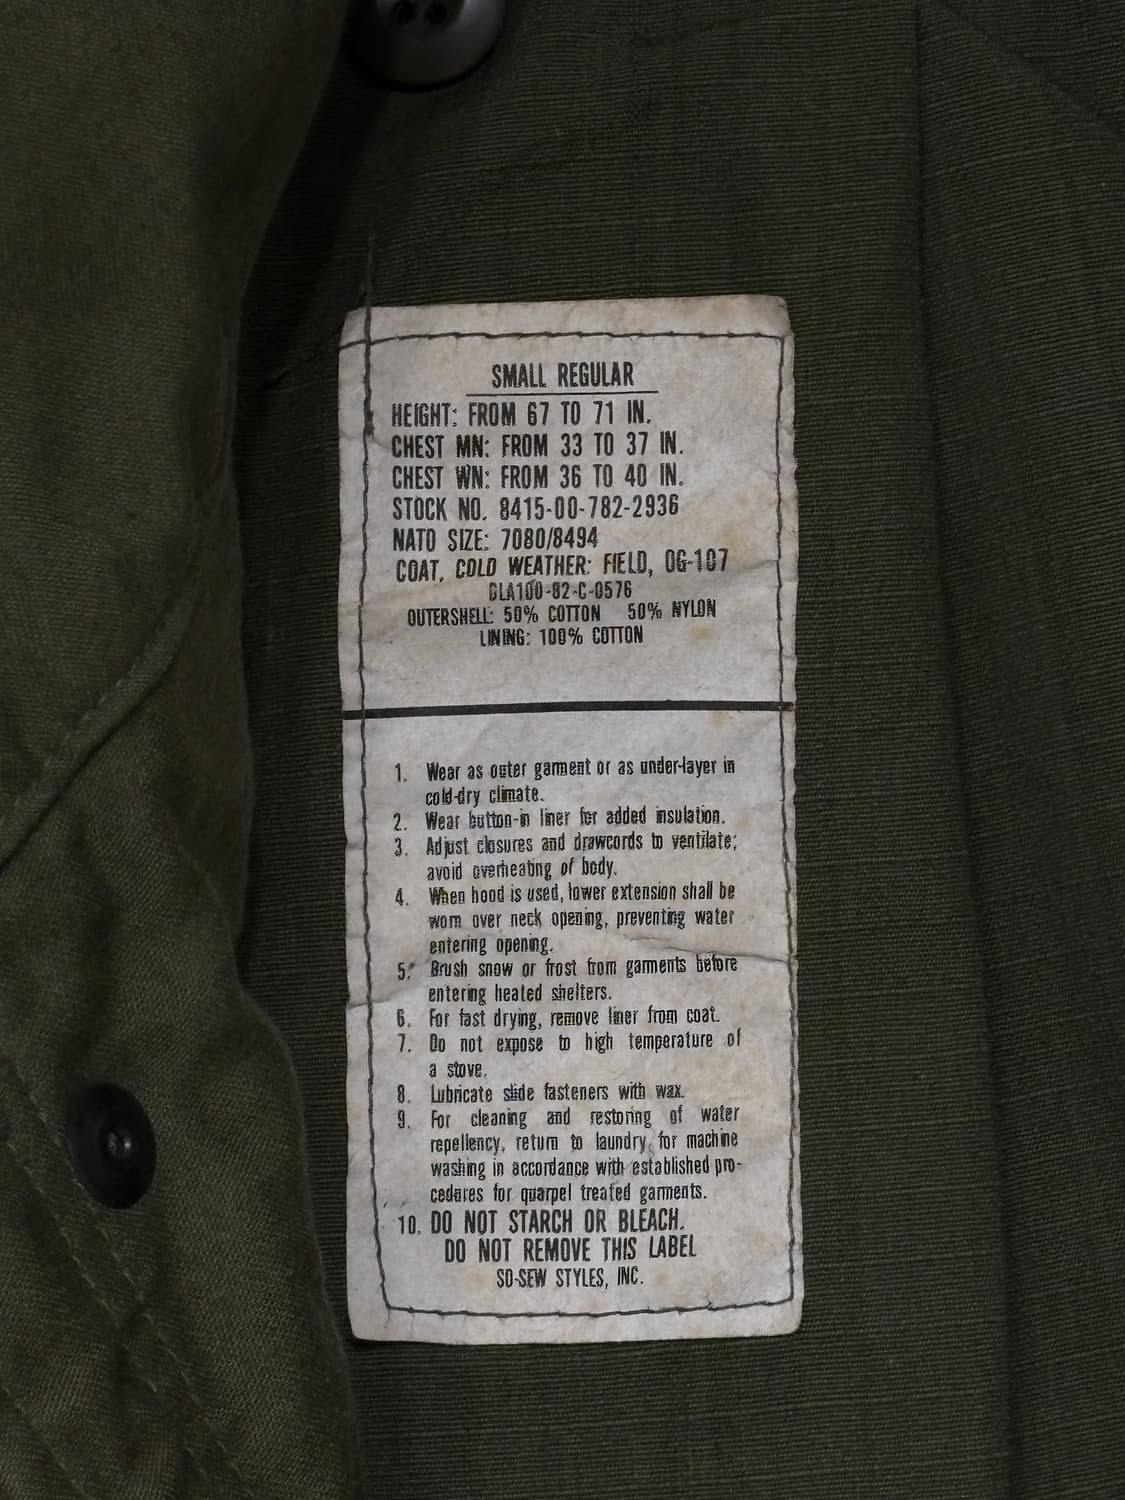 SMALL REGULAR
HEIGHT: FROM 67 TO 71 IN.
CHEST MN: FROM 33 TO 37 IN.
CHEST WN: FROM 36 TO 40 IN.
STOCK NO. 8415-00-782-2936
NATO SIZE: 7080/8494
COAT, COLD WEATHER: FIELD, OG-107
DLA100-82-C-0576
OUTERSHELL: 50% COTTON 50% NYLON
LINING: 100% COTTON
1. Wear as outer garment or as under-layer in
cold-dry climate.
2. Wear button-in liner for added insulation.
3. Adjust closures and drawcords to ventilate;
avoid overheating of body.
4. When hood is used, lower extension shall be
worn over neck opening, preventing water
entering opening.
5. Brush snow or frost from garments before
entering heated shelters.
6. For fast drying, remove liner from coat.
7. Do not expose to high temperature of
a stove.
8. Lubricate slide fasteners with wax.
9. For cleaning and restoring of water
repellency, return to laundry for machine
washing in accordance with established pro-
cedures for quarpel treated garments.
10. DO NOT STARCH OR BLEACH.
DO NOT REMOVE THIS LABEL
SO-SEW STYLES, INC.